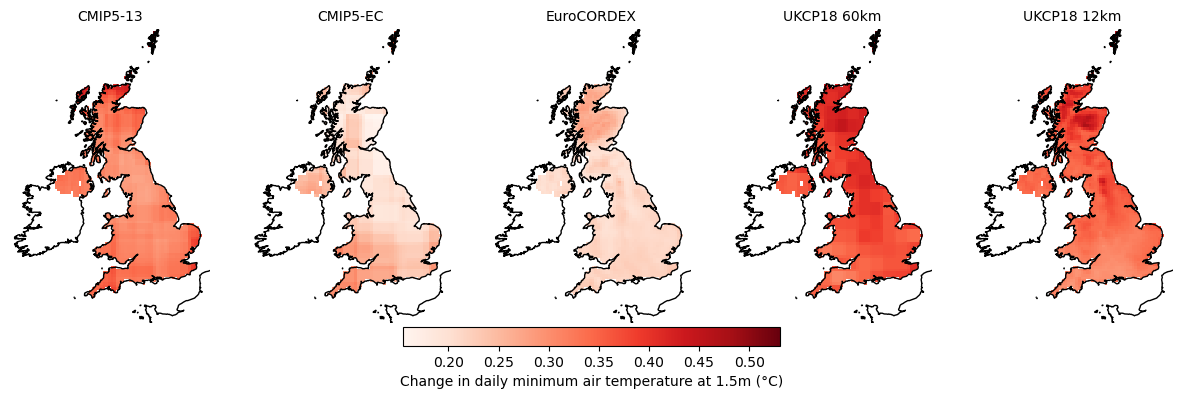 CMIP5-13 CMIP5-EC EuroCORDEX UKCP18 60km UKCP18 12km
0.20 0.25 0.30 0.35 0.40 0.45 0.50
Change in daily minimum air temperature at 1.5m (°C)